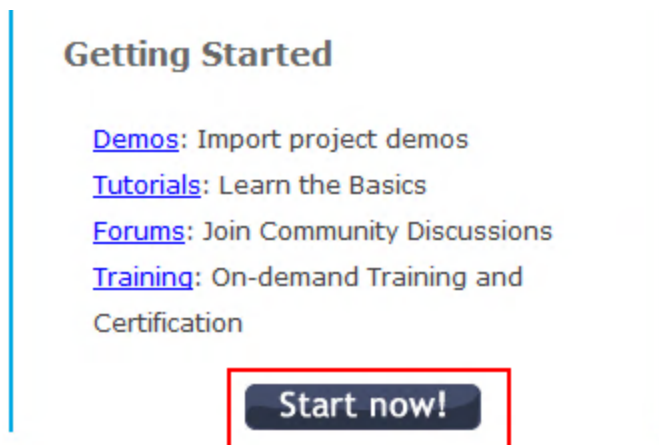 Getting Started
Demos: Import project demos
Tutorials: Learn the Basics
Forums: Join Community Discussions
Training: On-demand Training and
Certification
Start now!